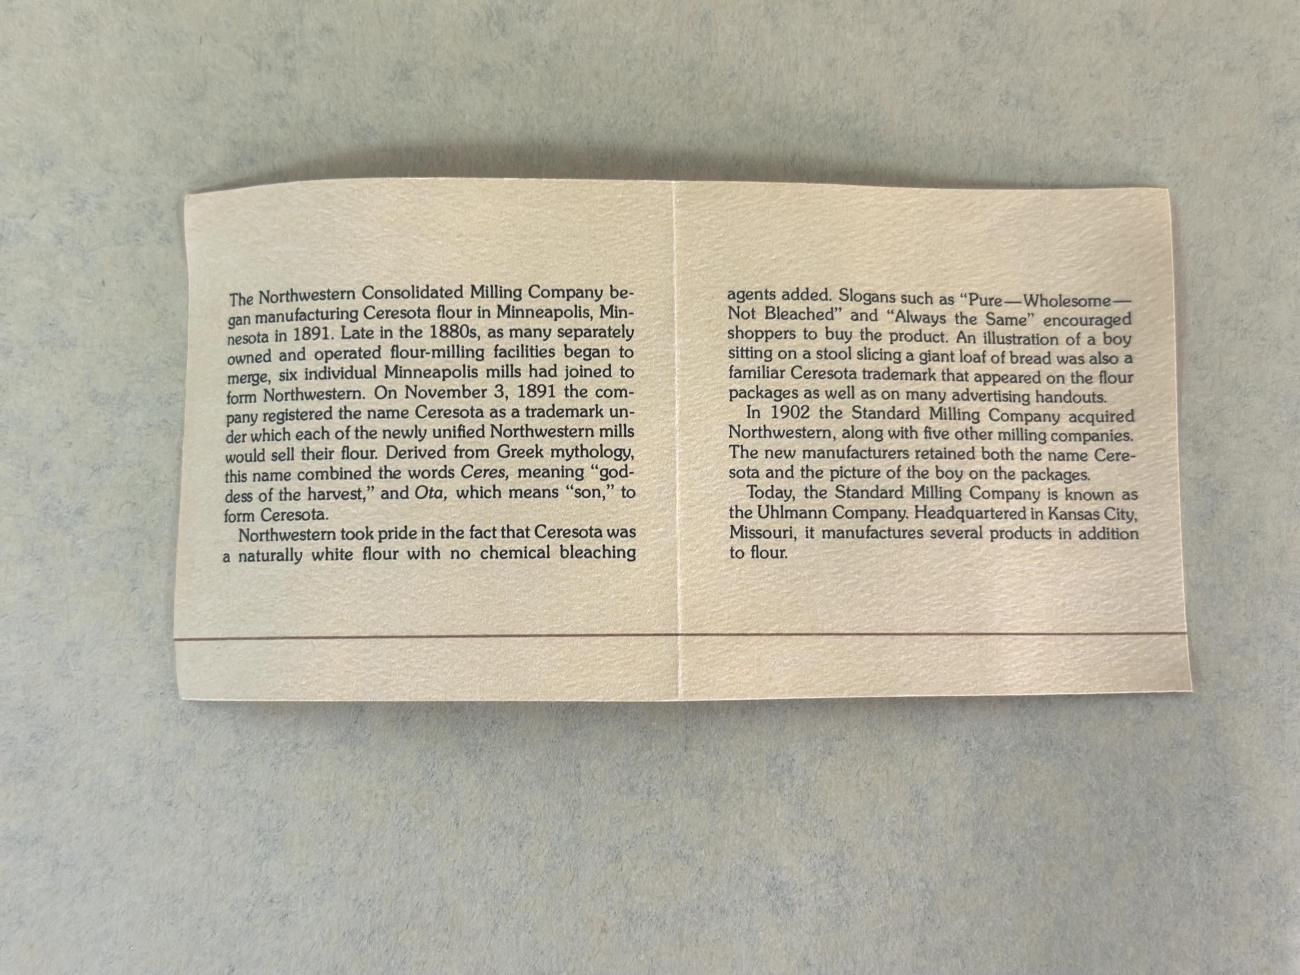 The Northwestern Consolidated Milling Company be-
gan manufacturing Ceresota flour in Minneapolis, Min-
nesota in 1891. Late in the 1880s, as many separately
owned and operated flour-milling facilities began to
merge, six individual Minneapolis mills had joined to
form Northwestern. On November 3, 1891 the com-
pany registered the name Ceresota as a trademark un-
der which each of the newly unified Northwestern mills
would sell their flour. Derived from Greek mythology,
this name combined the words Ceres, meaning “god-
dess of the harvest,” and Ota, which means “son,” to
form Ceresota.
Northwestern took pride in the fact that Ceresota was
a naturally white flour with no chemical bleaching
agents added. Slogans such as “Pure—Wholesome—
Not Bleached” and “Always the Same” encouraged
shoppers to buy the product. An illustration of a boy
sitting on a stool slicing a giant loaf of bread was also a
familiar Ceresota trademark that appeared on the flour
packages as well as on many advertising handouts.
In 1902 the Standard Milling Company acquired
Northwestern, along with five other milling companies.
The new manufacturers retained both the name Cere-
sota and the picture of the boy on the packages.
Today, the Standard Milling Company is known as
the Uhlmann Company. Headquartered in Kansas City,
Missouri, it manufactures several products in addition
to flour.